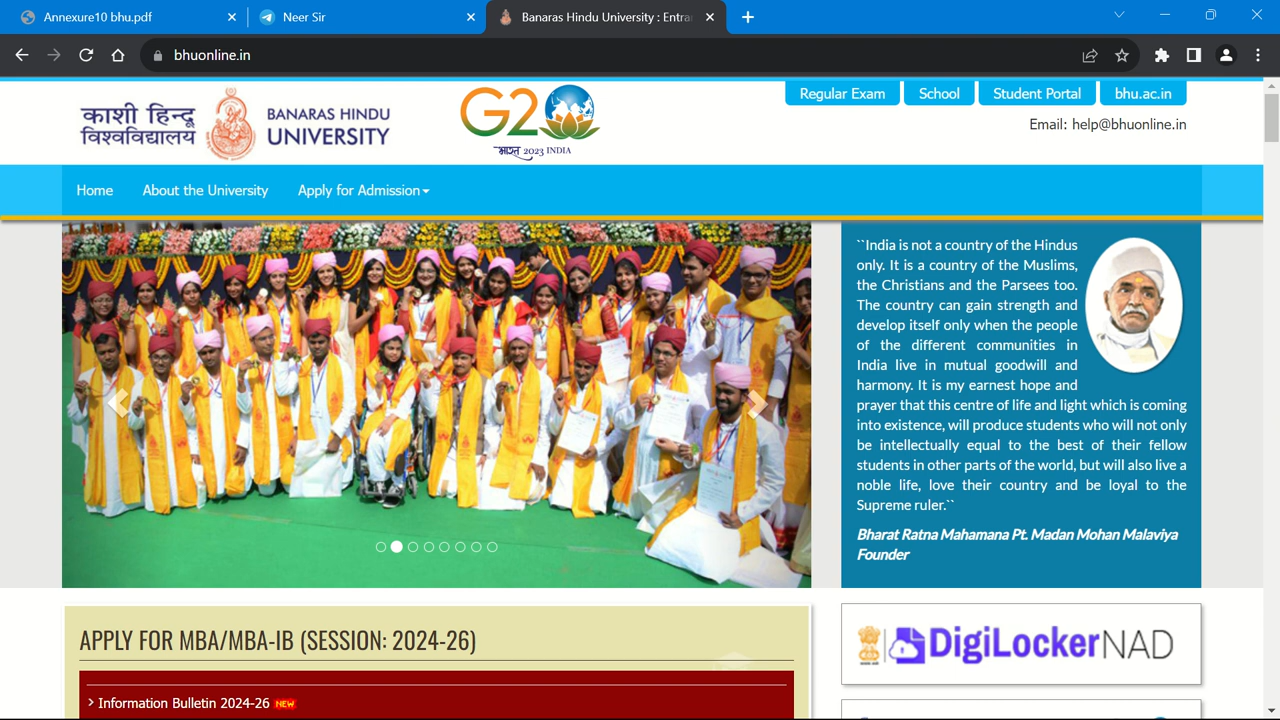 Annexure10 bhu.pdf
Neer Sir
Banaras Hindu University : Entra
bhuonline.in
Regular Exam
School
Student Portal
bhu.ac.in
Email: help@bhuonline.in
काशी हिन्दू
विश्वविद्यालय
BANARAS HINDU
UNIVERSITY
G20
भारत 2023 INDIA
Home
About the University
Apply for Admission
``India is not a country of the Hindus
only. It is a country of the Muslims,
the Christians and the Parsees too.
The country can gain strength and
develop itself only when the people
of the different communities in
India live in mutual goodwill and
harmony. It is my earnest hope and
prayer that this centre of life and light which is coming
into existence, will produce students who will not only
be intellectually equal to the best of their fellow
students in other parts of the world, but will also live a
noble life, love their country and be loyal to the
Supreme ruler.``
Bharat Ratna Mahamana Pt. Madan Mohan Malaviya
Founder
APPLY FOR MBA/MBA-IB (SESSION: 2024-26)
Information Bulletin 2024-26 NEW
DigiLockerNAD